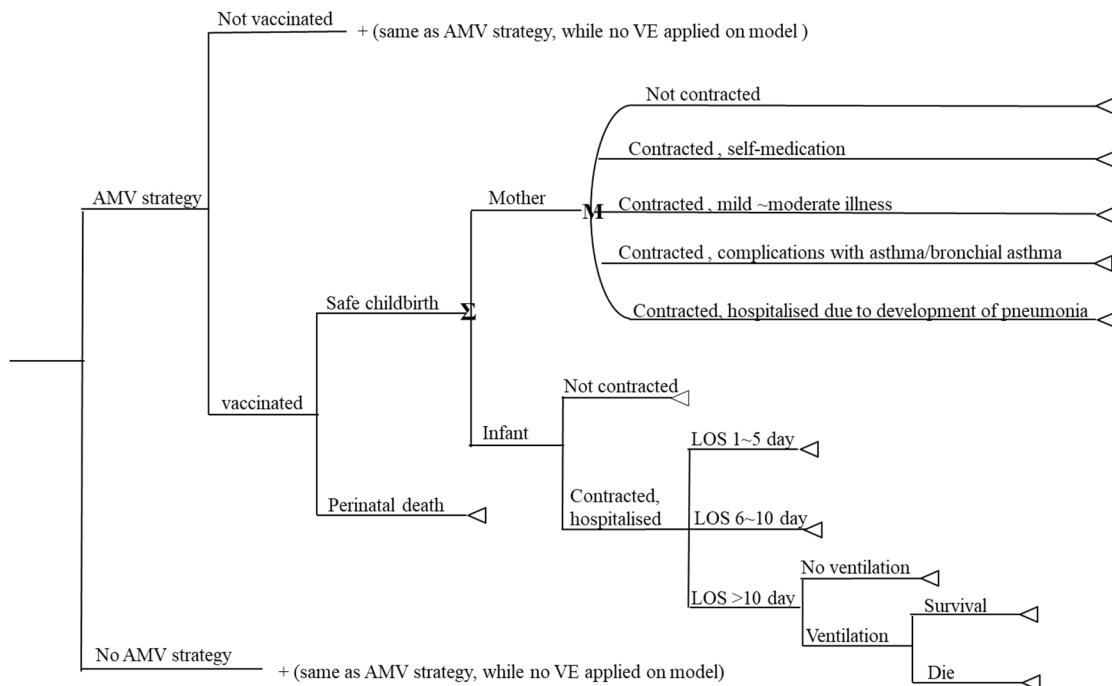 Not vaccinated
+ (same as AMV strategy, while no VE applied on model )
Not contracted
Contracted , self-medication
AMV strategy
Mother
M
Contracted , mild ~moderate illness
Contracted , complications with asthma/bronchial asthma
Safe childbirth
Σ
Contracted, hospitalised due to development of pneumonia
Not contracted
vaccinated
Infant
LOS 1~5 day
Perinatal death
Contracted,
hospitalised
LOS 6~10 day
No ventilation
LOS >10 day
Survival
Ventilation
No AMV strategy
+ (same as AMV strategy, while no VE applied on model)
Die